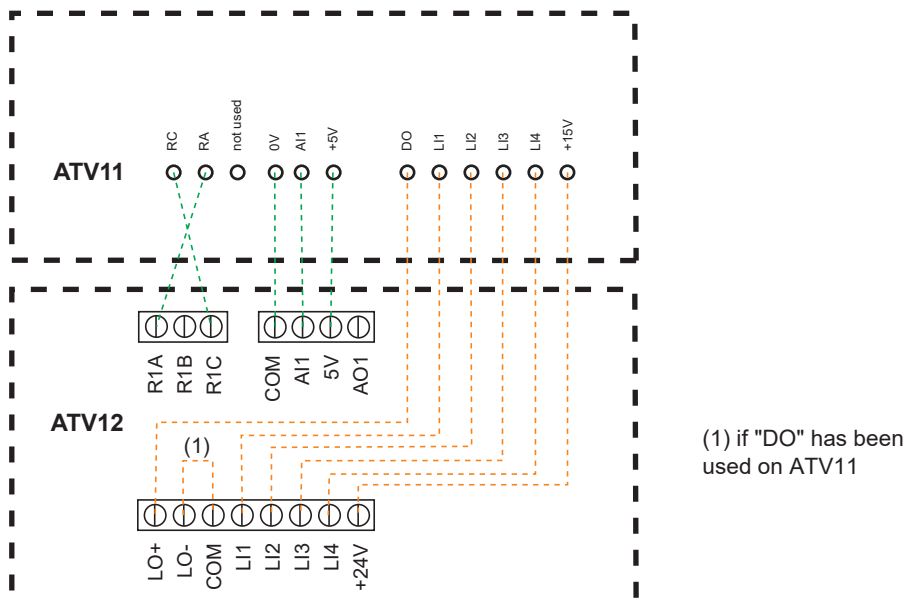 RC
RA
not used
0V
AI1
+5V
DO
LI1
LI2
LI3
LI4
+15V
ATV11
R1A
R1B
R1C
COM
AI1
5V
AO1
ATV12
(1)
(1) if "DO" has been
used on ATV11
LO+
LO-
COM
LI1
LI2
LI3
LI4
+24V